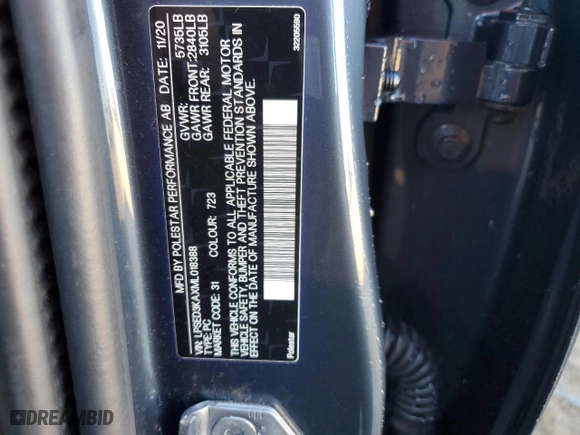 MFD BY POLESTAR PERFORMANCE AB DATE: 11/20
GVWR: 5735LB
GAWR FRONT: 2840LB
GAWR REAR: 3105LB
VIN: LPSED3KAXML018388
TYPE: PC
MARKET CODE: 31 COLOUR: 723
THIS VEHICLE CONFORMS TO ALL APPLICABLE FEDERAL MOTOR
VEHICLE SAFETY, BUMPER AND THEFT PREVENTION STANDARDS IN
EFFECT ON THE DATE OF MANUFACTURE SHOWN ABOVE.
Polestar
32205590
DREAMBID